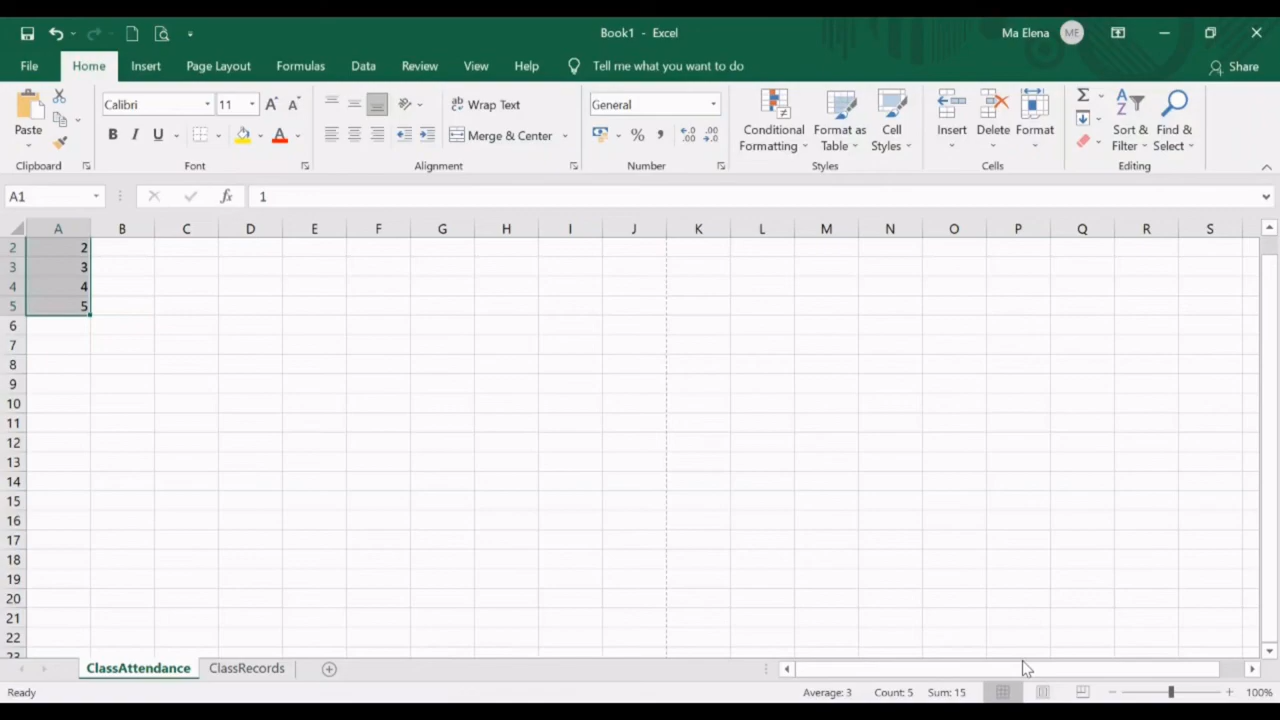 Book1 - Excel
Ma Elena ME
File Home Insert Page Layout Formulas Data Review View Help Tell me what you want to do Share
Calibri 11 Wrap Text General
Paste B I U Merge & Center % , Conditional Formatting Format as Table Cell Styles Insert Delete Format Sort & Filter Find & Select
Clipboard Font Alignment Number Styles Cells Editing
A1 fx 1
A B C D E F G H I J K L M N O P Q R S
2 2
3 3
4 4
5 5
6
7
8
9
10
11
12
13
14
15
16
17
18
19
20
21
22
23
ClassAttendance ClassRecords
Ready Average: 3 Count: 5 Sum: 15 100%